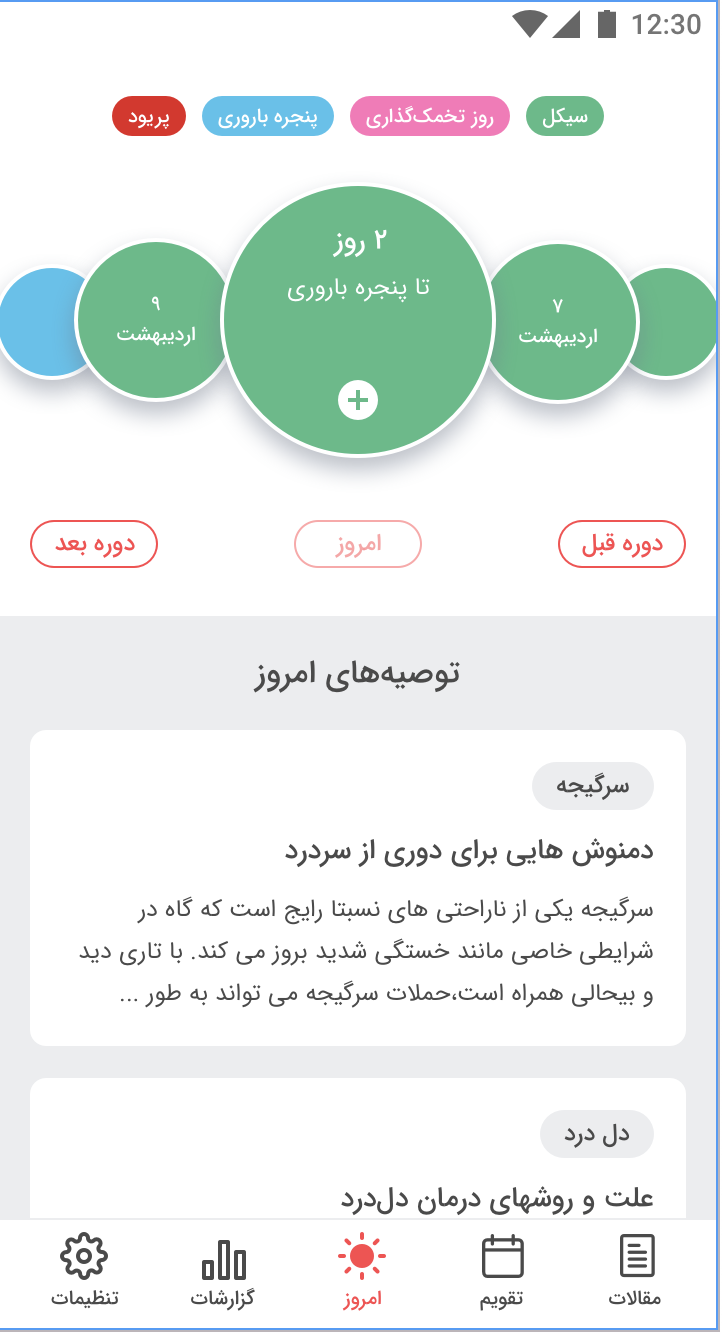 12:30
سیکل
روز تخمک‌گذاری
پنجره باروری
پریود
۷
اردیبهشت
۲ روز
تا پنجره باروری
۹
اردیبهشت
دوره قبل
امروز
دوره بعد
توصیه‌های امروز
سرگیجه
دمنوش هایی برای دوری از سردرد
سرگیجه یکی از ناراحتی های نسبتا رایج است که گاه در
شرایطی خاصی مانند خستگی شدید بروز می کند. با تاری دید
و بیحالی همراه است،حملات سرگیجه می تواند به طور ...
دل درد
علت و روشهای درمان دل‌درد
مقالات
تقویم
امروز
گزارشات
تنظیمات